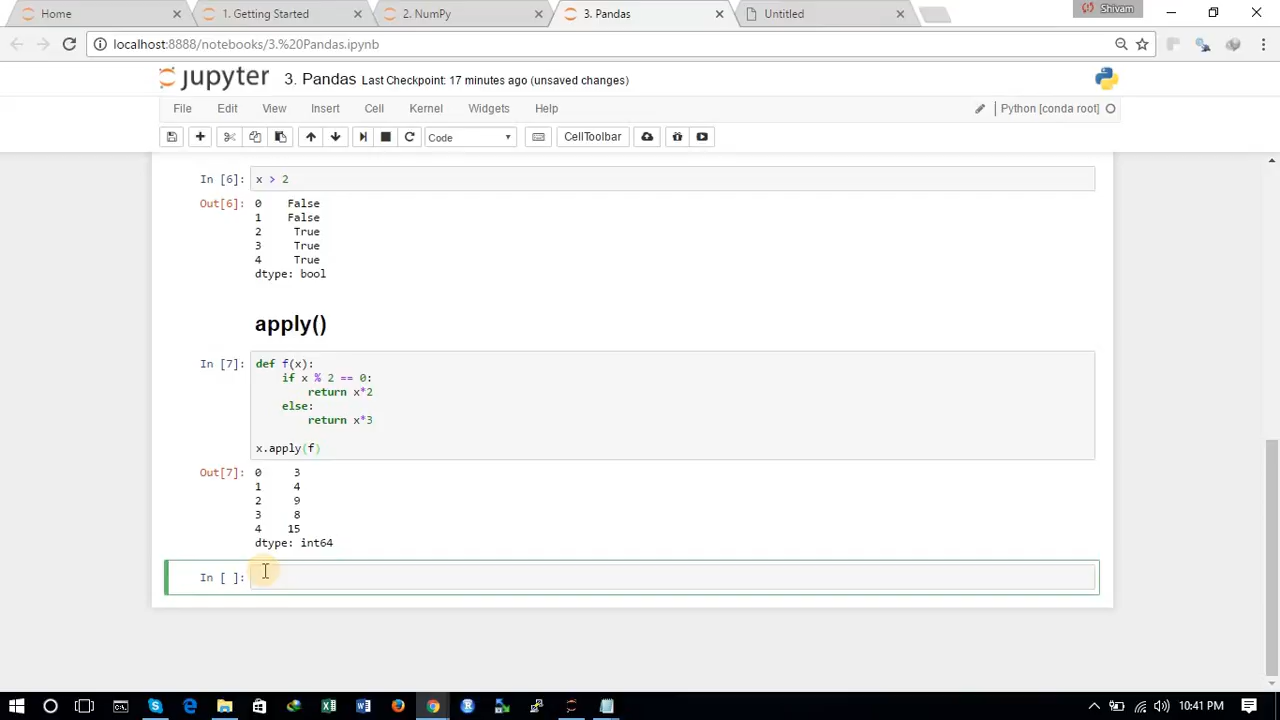 Home
1. Getting Started
2. NumPy
3. Pandas
Untitled
Shivam
localhost:8888/notebooks/3.%20Pandas.ipynb
jupyter 3. Pandas Last Checkpoint: 17 minutes ago (unsaved changes)
File Edit View Insert Cell Kernel Widgets Help Python [conda root]
Code CellToolbar
In [6]: x > 2
Out[6]: 0 False
1 False
2 True
3 True
4 True
dtype: bool
apply()
In [7]: def f(x):
if x % 2 == 0:
return x*2
else:
return x*3
x.apply(f)
Out[7]: 0 3
1 4
2 9
3 8
4 15
dtype: int64
In [ ]:
10:41 PM